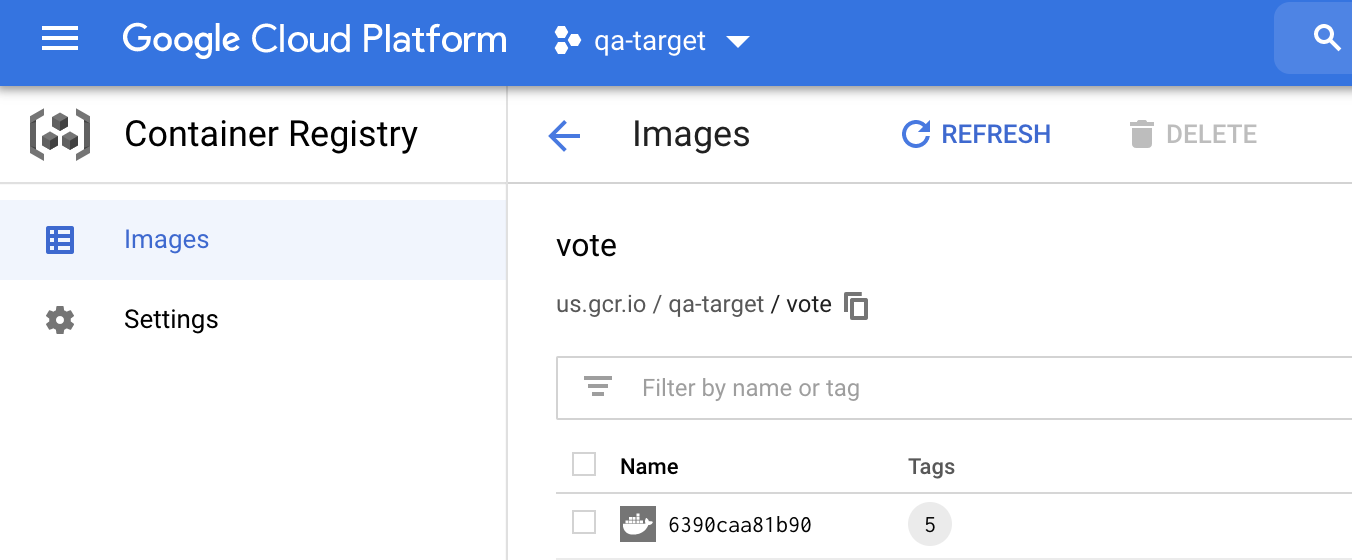 Google Cloud Platform qa-target
Container Registry
Images REFRESH DELETE
Images
Settings
vote
us.gcr.io / qa-target / vote
Filter by name or tag
Name Tags
6390caa81b90 5